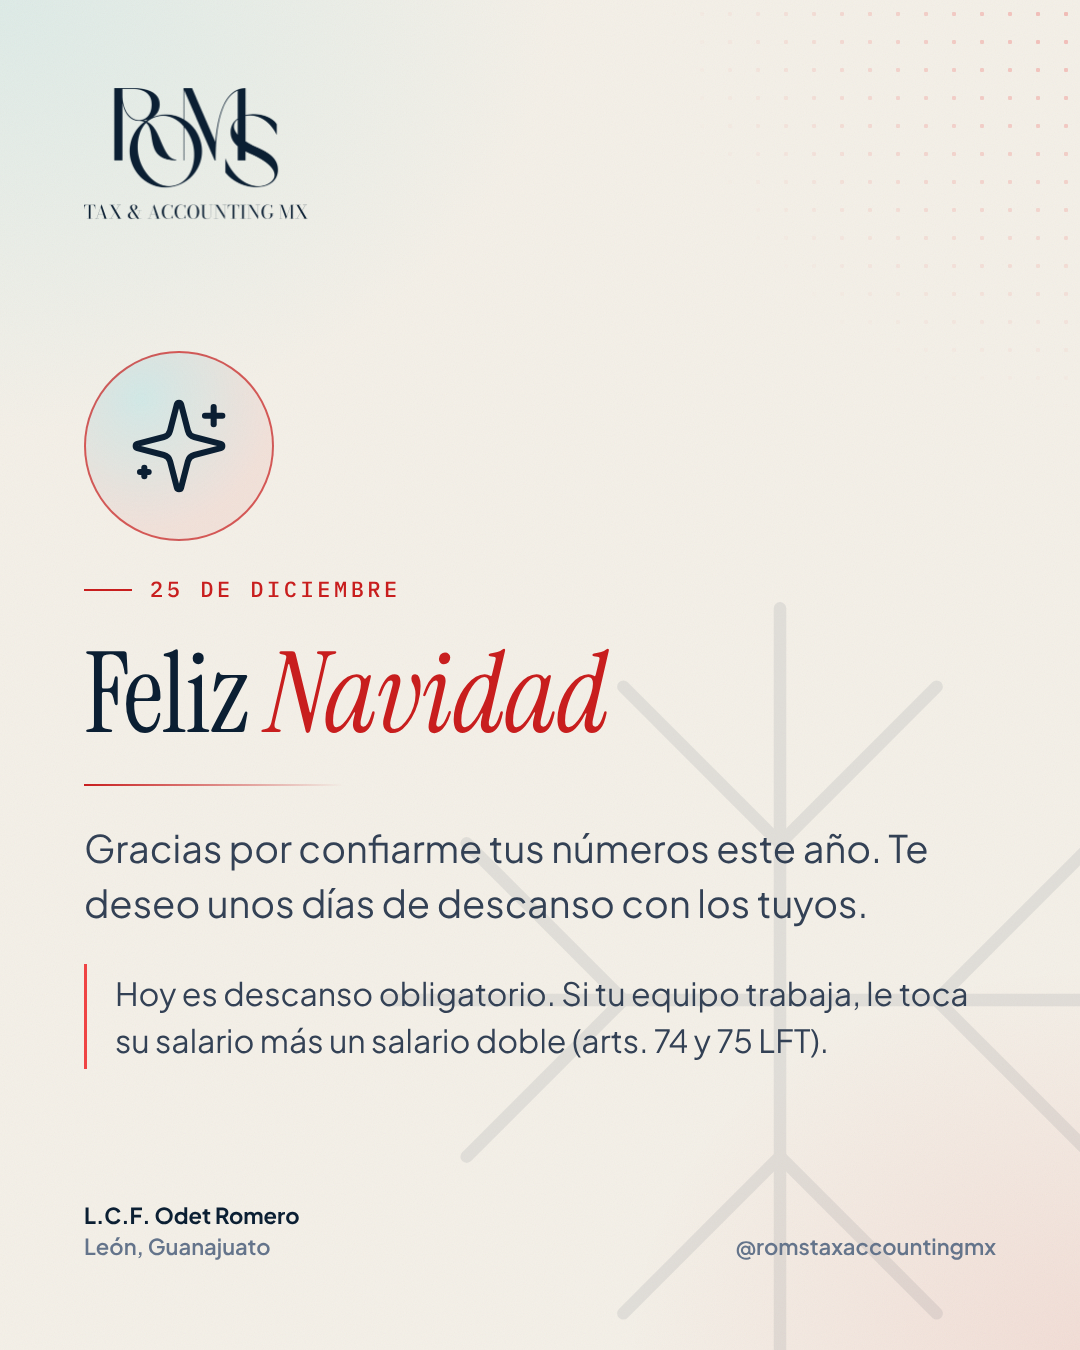 ROMS
TAX & ACCOUNTING MX
25 DE DICIEMBRE
Feliz Navidad
Gracias por confiarme tus números este año. Te
deseo unos días de descanso con los tuyos.
Hoy es descanso obligatorio. Si tu equipo trabaja, le toca
su salario más un salario doble (arts. 74 y 75 LFT).
L.C.F. Odet Romero
León, Guanajuato
@romstaxaccountingmx